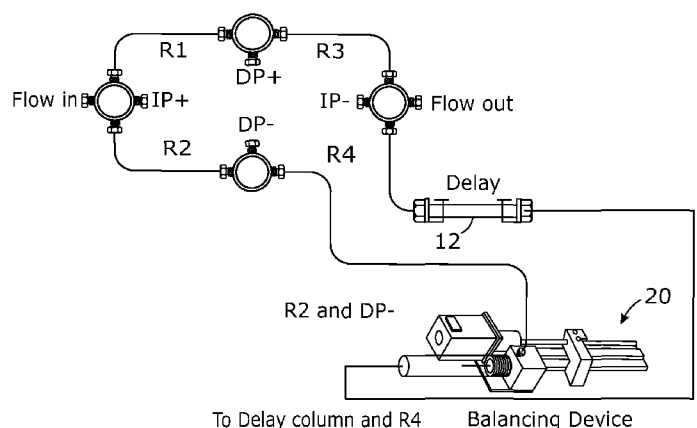 R1
R3
DP+
Flow in
IP+
IP-
Flow out
DP-
R2
R4
Delay
12
20
R2 and DP-
To Delay column and R4
Balancing Device